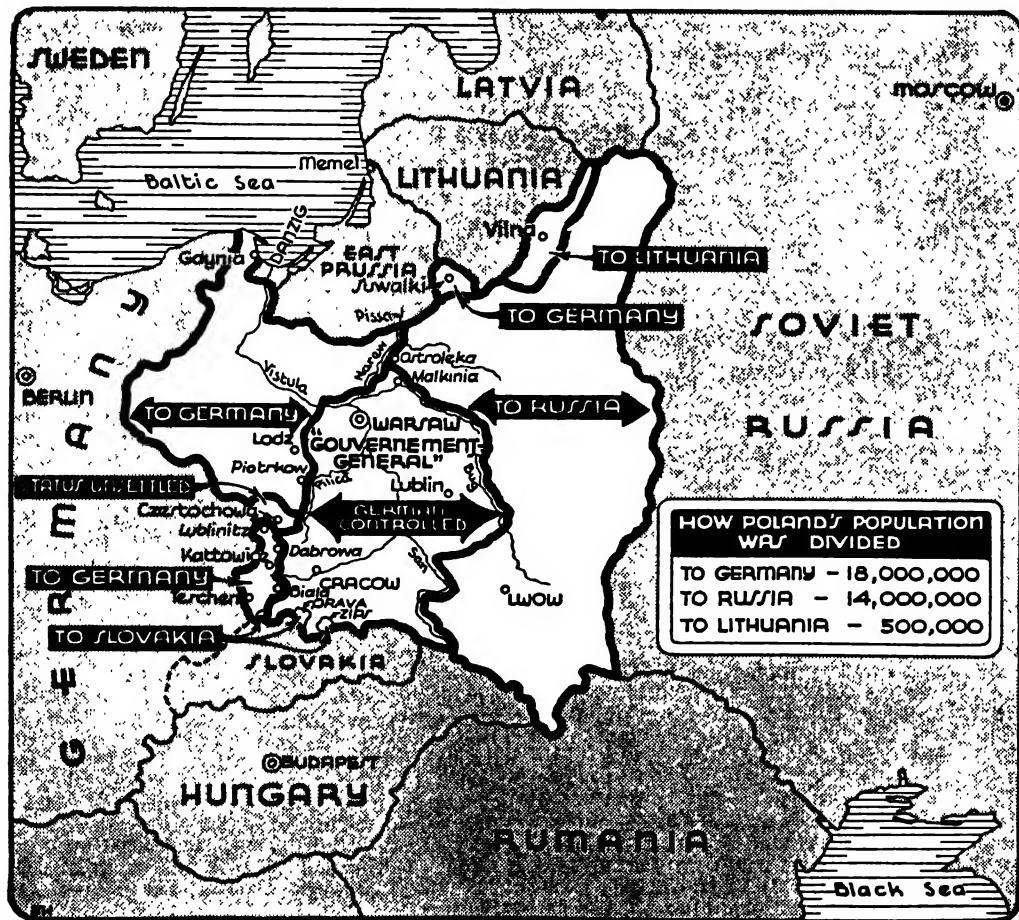 SWEDEN
LATVIA
MOSCOW
Memel
LITHUANIA
Baltic Sea
Vilna
DANZIG
Gdynia
EAST
PRUSSIA
Suwalki
TO LITHUANIA
Pissa
TO GERMANY
SOVIET
RUSSIA
Narew
Ostroleka
Malkinia
Vistula
BERLIN
TO GERMANY
TO RUSSIA
WARSAW
Lodz
"GOUVERNEMENT-
GENERAL"
Piotrkow
Pilica
Lublin
Bug
STATUS UNSETTLED
Czestochowa
GERMAN
CONTROLLED
Lublinitz
Kattowicz
Dabrowa
San
TO GERMANY
Biala
CRACOW
Teschen
ORAVA
ZIPS
LWOW
TO SLOVAKIA
SLOVAKIA
GERMANY
BUDAPEST
HUNGARY
RUMANIA
Black Sea
HOW POLAND'S POPULATION
WAS DIVIDED
TO GERMANY - 18,000,000
TO RUSSIA - 14,000,000
TO LITHUANIA - 500,000